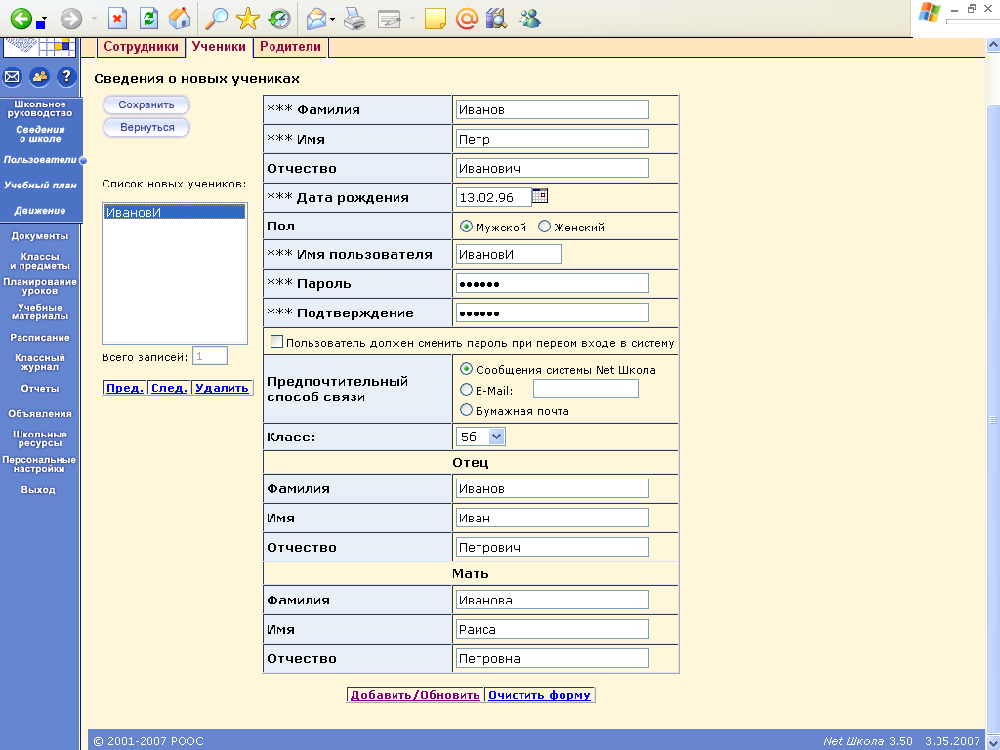 Сотрудники Ученики Родители
Сведения о новых учениках
?
Школьное
руководство
Сведения
о школе
Пользователи
Учебный план
Движение
Документы
Классы
и предметы
Планирование
уроков
Учебные
материалы
Расписание
Классный
журнал
Отчеты
Объявления
Школьные
ресурсы
Персональные
настройки
Выход
Сохранить
Вернуться
Список новых учеников:
ИвановИ
Всего записей: 1
Пред. След. Удалить
*** Фамилия Иванов
*** Имя Петр
Отчество Иванович
*** Дата рождения 13.02.96
Пол Мужской Женский
*** Имя пользователя ИвановИ
*** Пароль ••••••
*** Подтверждение ••••••
Пользователь должен сменить пароль при первом входе в систему
Предпочтительный
способ связи
Сообщения системы Net Школа
E-Mail:
Бумажная почта
Класс: 5б
Отец
Фамилия Иванов
Имя Иван
Отчество Петрович
Мать
Фамилия Иванова
Имя Раиса
Отчество Петровна
Добавить/Обновить Очистить форму
© 2001-2007 РООС Net Школа 3.50 3.05.2007